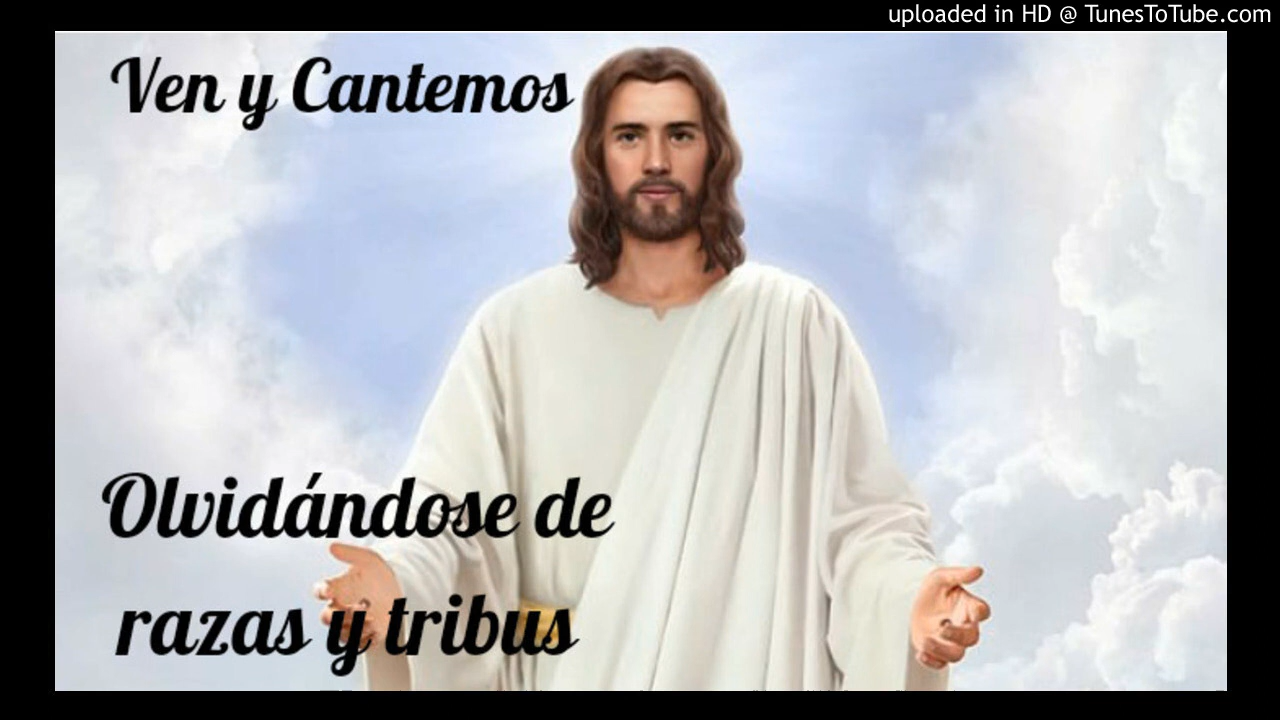 uploaded in HD @ TunesToTube.com
Ven y Cantemos
Olvidándose de
razas y tribus